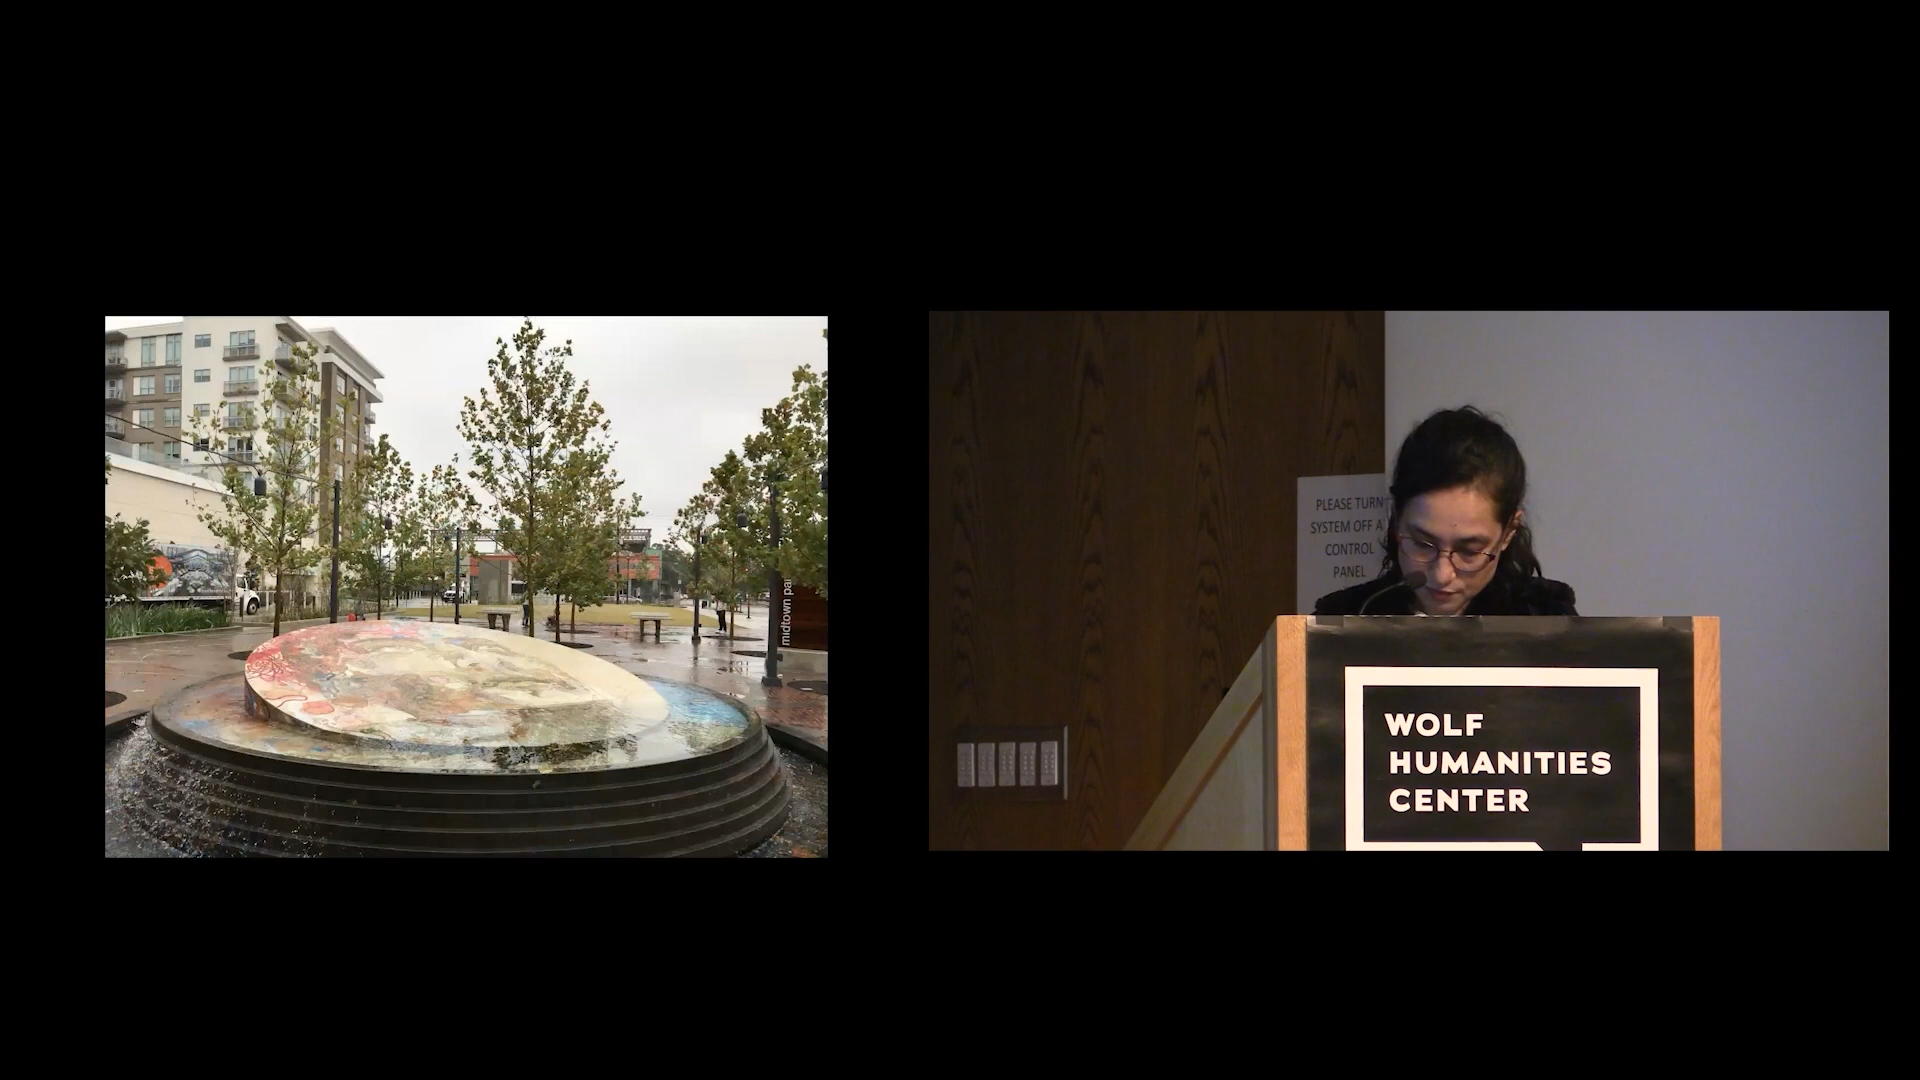 midtown pa
PLEASE TURN
SYSTEM OFF A
CONTROL
PANEL
WOLF
HUMANITIES
CENTER